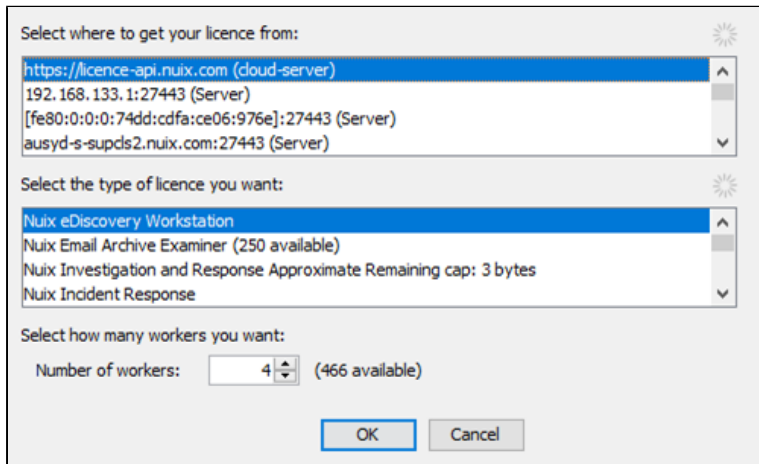 Select where to get your licence from:
https://licence-api.nuix.com (cloud-server)
192.168.133.1:27443 (Server)
[fe80:0:0:0:74dd:cdfa:ce06:976e]:27443 (Server)
ausyd-s-supcls2.nuix.com:27443 (Server)
Select the type of licence you want:
Nuix eDiscovery Workstation
Nuix Email Archive Examiner (250 available)
Nuix Investigation and Response Approximate Remaining cap: 3 bytes
Nuix Incident Response
Select how many workers you want:
Number of workers: 4 (466 available)
OK Cancel